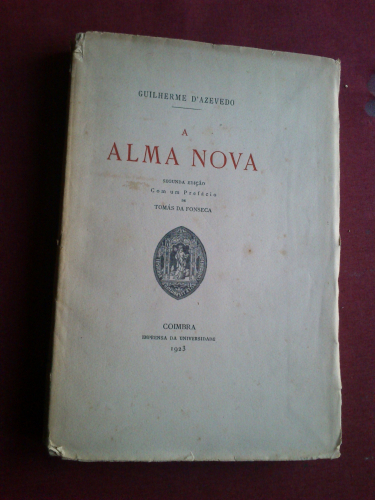 GUILHERME D'AZEVEDO
A
ALMA NOVA
SEGUNDA EDIÇÃO
Com um Prefácio
DE
TOMÁS DA FONSECA
COIMBRA
IMPRENSA DA UNIVERSIDADE
1923